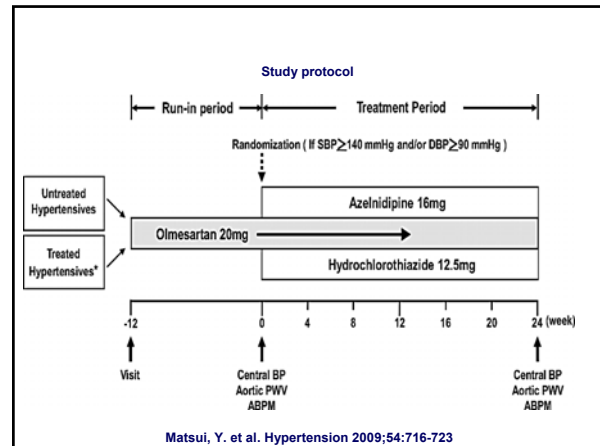 Study protocol
Run-in period
Treatment Period
Randomization ( If SBP≥140 mmHg and/or DBP≥90 mmHg )
Untreated
Hypertensives
Azelnidipine 16mg
Olmesartan 20mg
Treated
Hypertensives*
Hydrochlorothiazide 12.5mg
-12 0 4 8 12 16 20 24 (week)
Visit
Central BP
Aortic PWV
ABPM
Central BP
Aortic PWV
ABPM
Matsui, Y. et al. Hypertension 2009;54:716-723